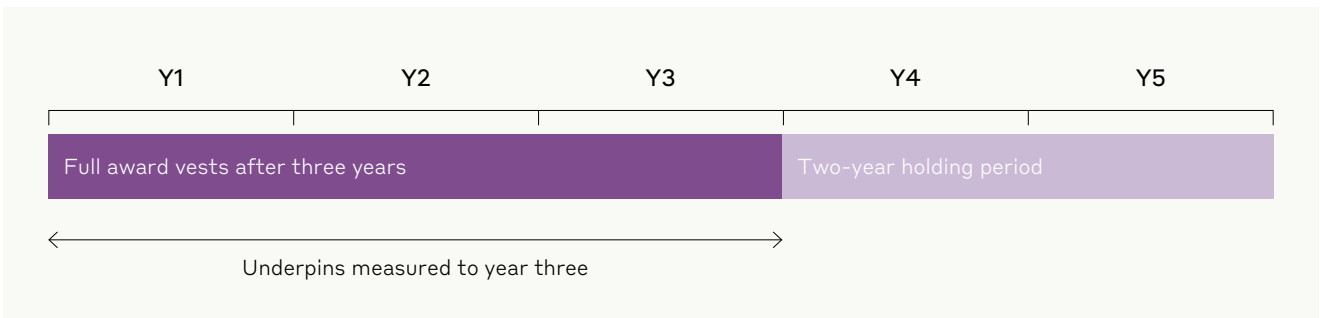 Y1 Y2 Y3 Y4 Y5
Full award vests after three years Two-year holding period
Underpins measured to year three